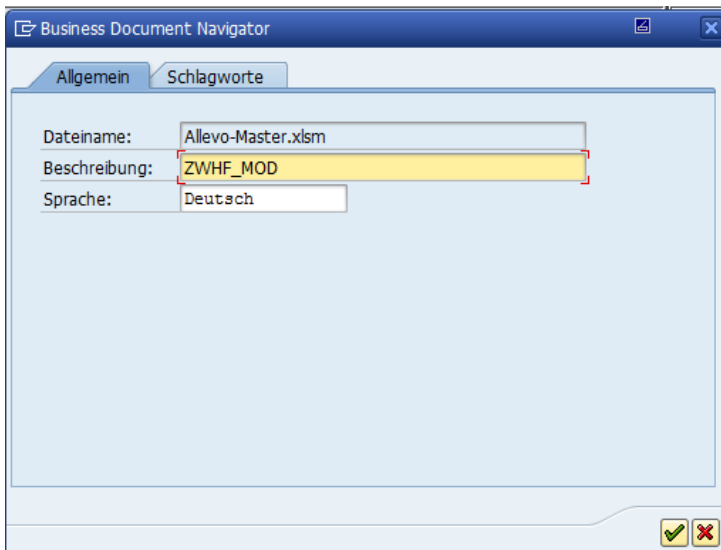 Business Document Navigator
Allgemein Schlagworte
Dateiname: Allevo-Master.xlsm
Beschreibung: ZWHF_MOD
Sprache: Deutsch